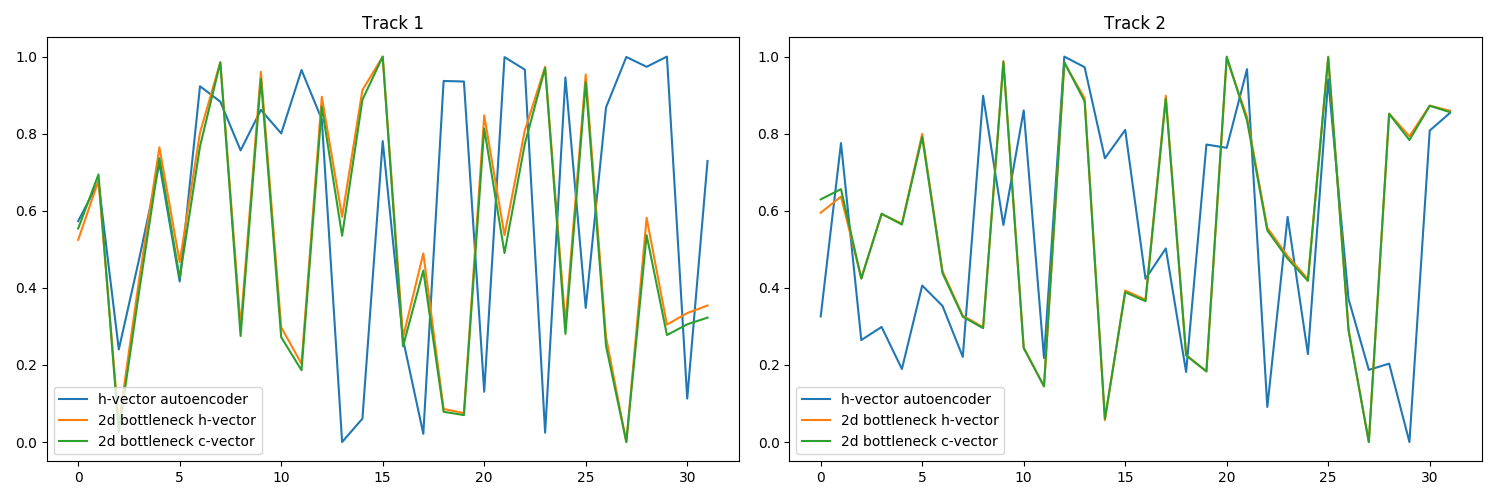 Track 1
1.0
0.8
0.6
0.4
0.2
0.0
h-vector autoencoder
2d bottleneck h-vector
2d bottleneck c-vector
0 5 10 15 20 25 30
Track 2
1.0
0.8
0.6
0.4
0.2
0.0
h-vector autoencoder
2d bottleneck h-vector
2d bottleneck c-vector
0 5 10 15 20 25 30